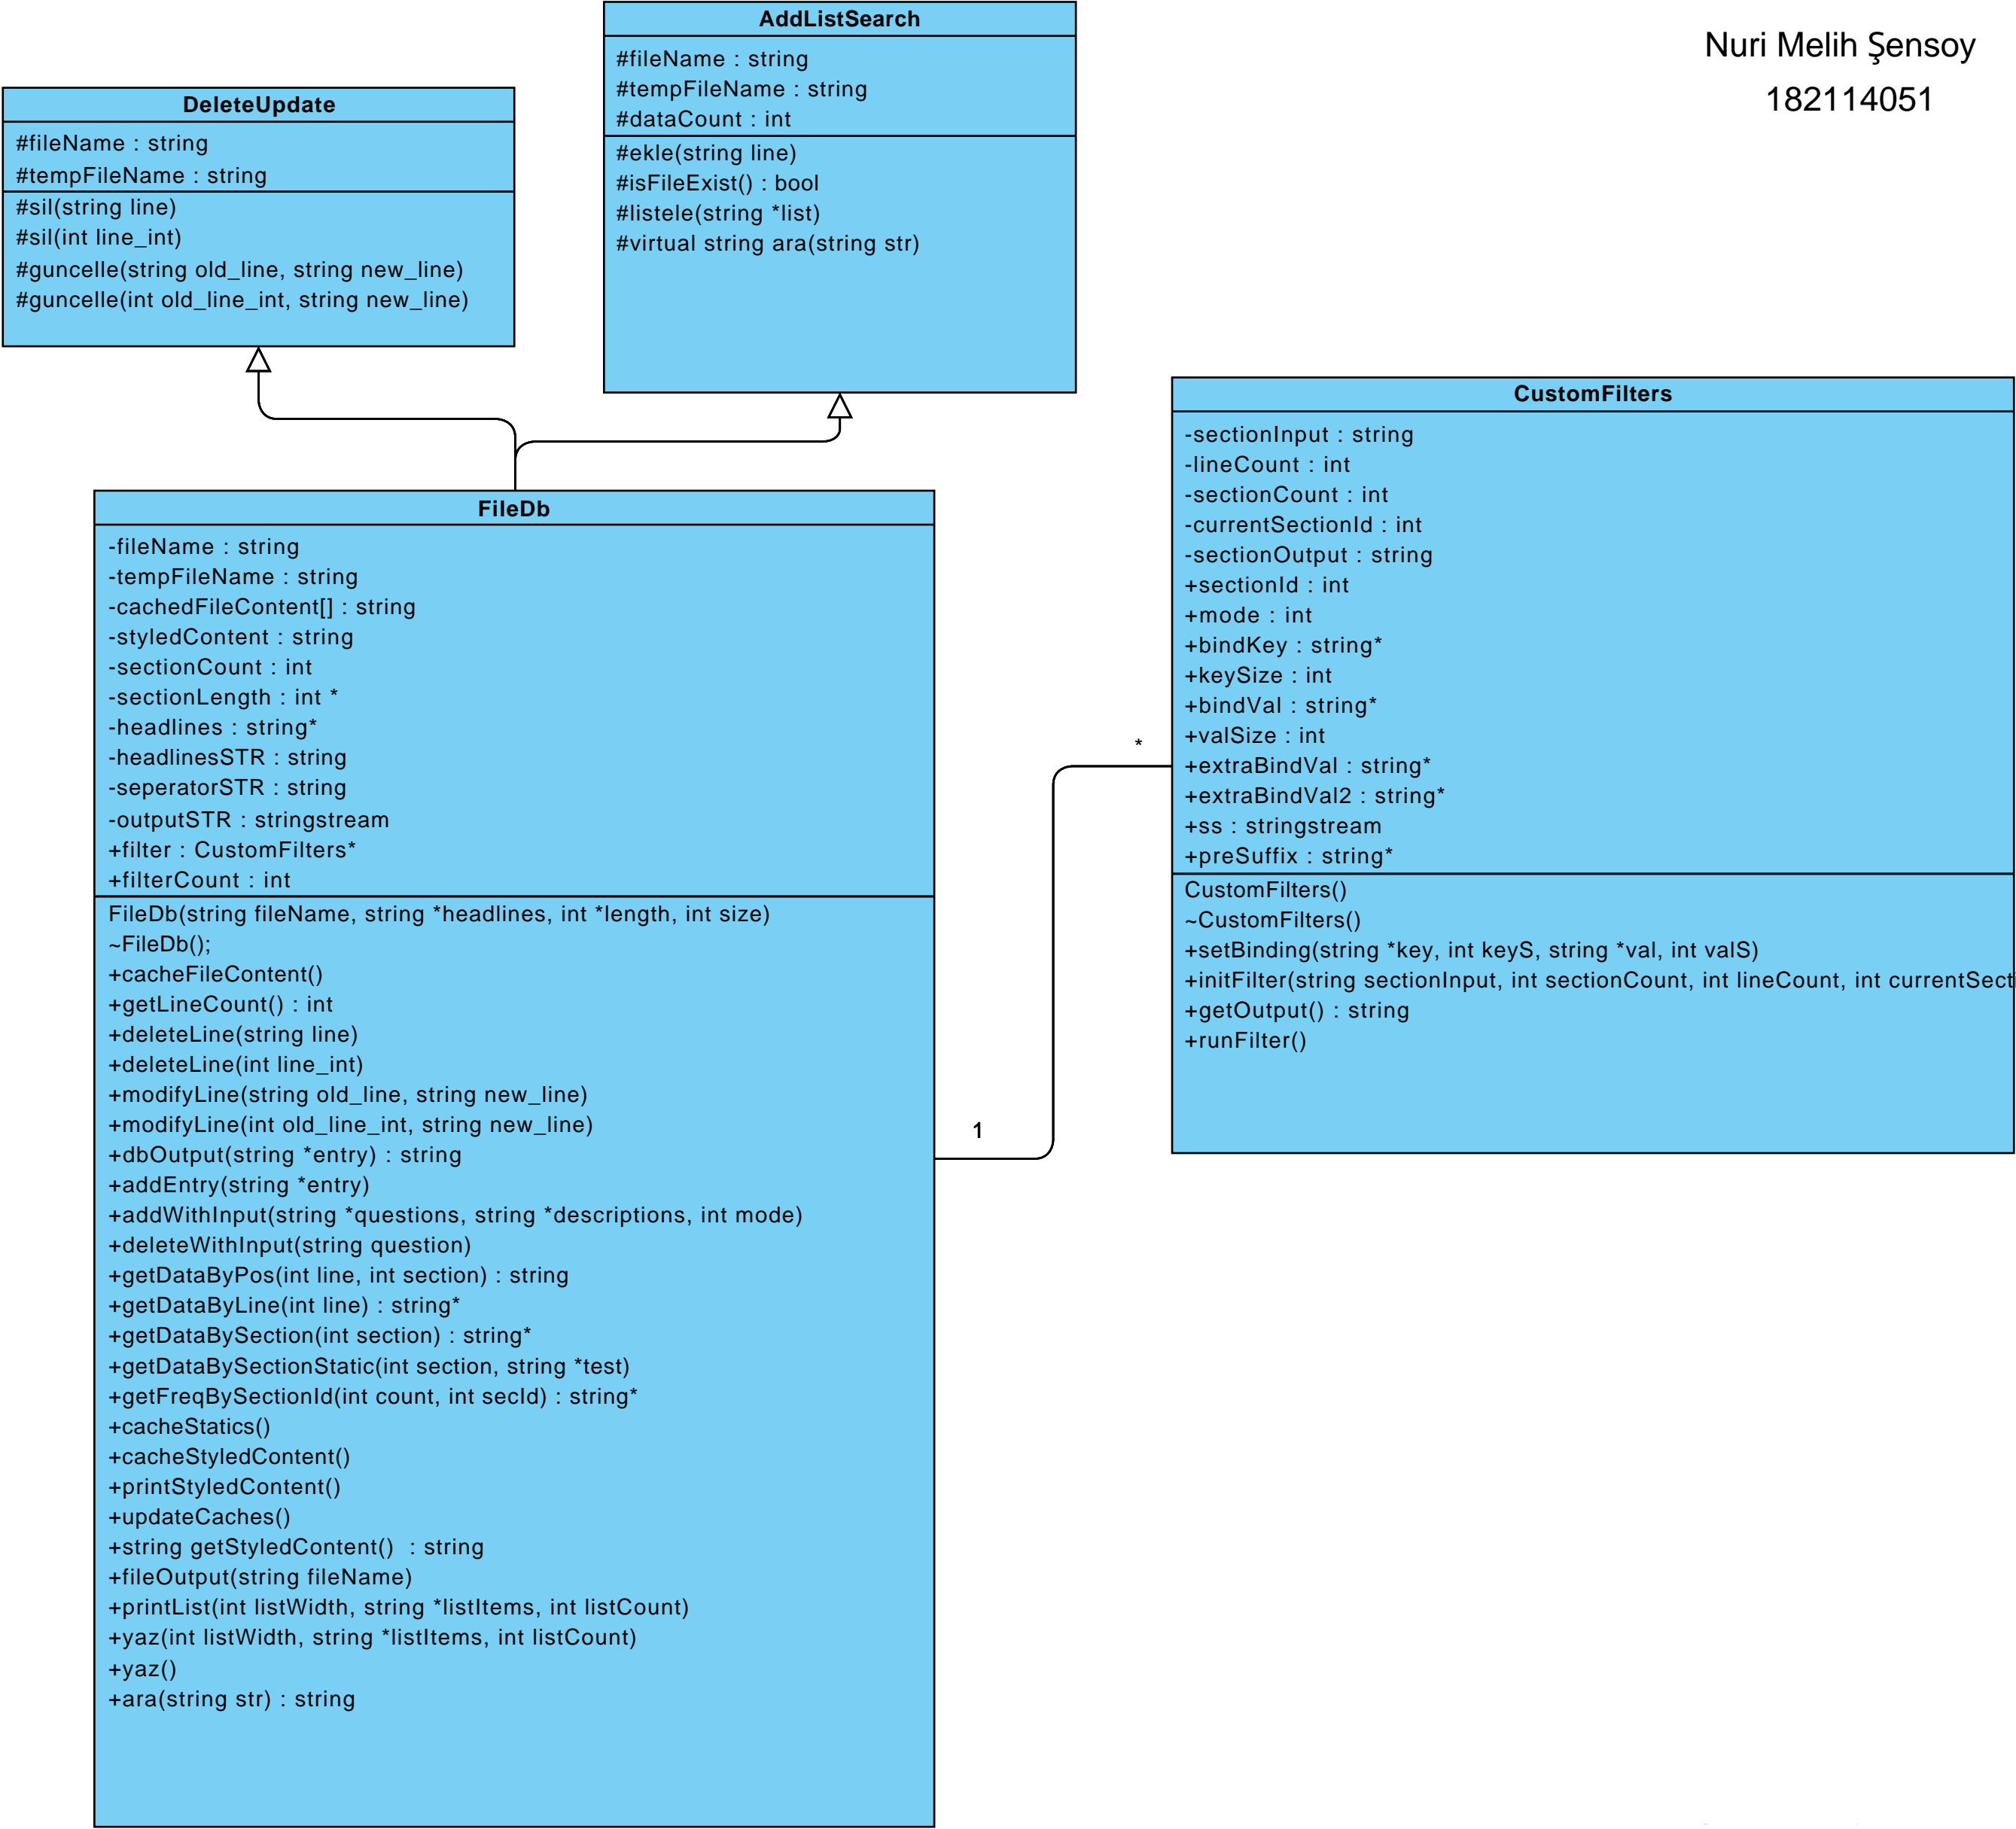 Nuri Melih Şensoy
182114051
DeleteUpdate
#fileName : string
#tempFileName : string
#sil(string line)
#sil(int line_int)
#guncelle(string old_line, string new_line)
#guncelle(int old_line_int, string new_line)
AddListSearch
#fileName : string
#tempFileName : string
#dataCount : int
#ekle(string line)
#isFileExist() : bool
#listele(string *list)
#virtual string ara(string str)
FileDb
-fileName : string
-tempFileName : string
-cachedFileContent[] : string
-styledContent : string
-sectionCount : int
-sectionLength : int *
-headlines : string*
-headlinesSTR : string
-seperatorSTR : string
-outputSTR : stringstream
+filter : CustomFilters*
+filterCount : int
FileDb(string fileName, string *headlines, int *length, int size)
~FileDb();
+cacheFileContent()
+getLineCount() : int
+deleteLine(string line)
+deleteLine(int line_int)
+modifyLine(string old_line, string new_line)
+modifyLine(int old_line_int, string new_line)
+dbOutput(string *entry) : string
+addEntry(string *entry)
+addWithInput(string *questions, string *descriptions, int mode)
+deleteWithInput(string question)
+getDataByPos(int line, int section) : string
+getDataByLine(int line) : string*
+getDataBySection(int section) : string*
+getDataBySectionStatic(int section, string *test)
+getFreqBySectionId(int count, int secId) : string*
+cacheStatics()
+cacheStyledContent()
+printStyledContent()
+updateCaches()
+string getStyledContent()  : string
+fileOutput(string fileName)
+printList(int listWidth, string *listItems, int listCount)
+yaz(int listWidth, string *listItems, int listCount)
+yaz()
+ara(string str) : string
1
*
CustomFilters
-sectionInput : string
-lineCount : int
-sectionCount : int
-currentSectionId : int
-sectionOutput : string
+sectionId : int
+mode : int
+bindKey : string*
+keySize : int
+bindVal : string*
+valSize : int
+extraBindVal : string*
+extraBindVal2 : string*
+ss : stringstream
+preSuffix : string*
CustomFilters()
~CustomFilters()
+setBinding(string *key, int keyS, string *val, int valS)
+initFilter(string sectionInput, int sectionCount, int lineCount, int currentSect
+getOutput() : string
+runFilter()